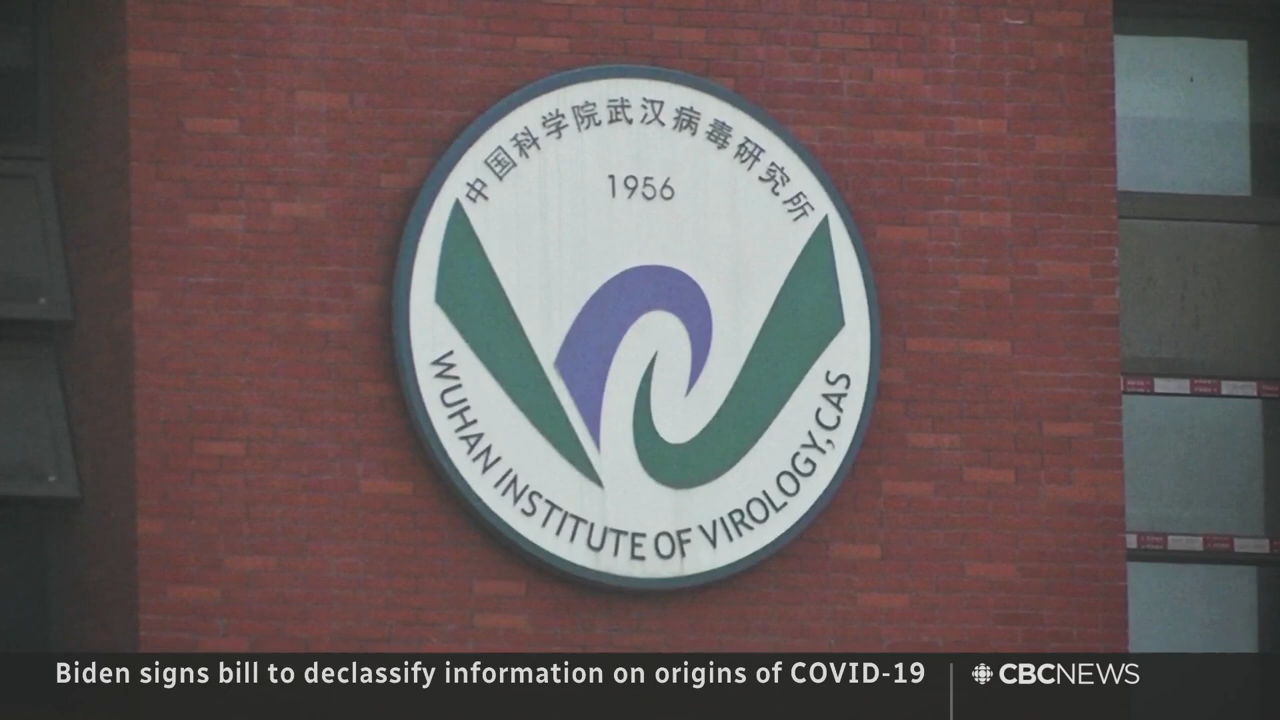 中国科学院武汉病毒研究所
1956
WUHAN INSTITUTE OF VIROLOGY, CAS
Biden signs bill to declassify information on origins of COVID-19
CBCNEWS